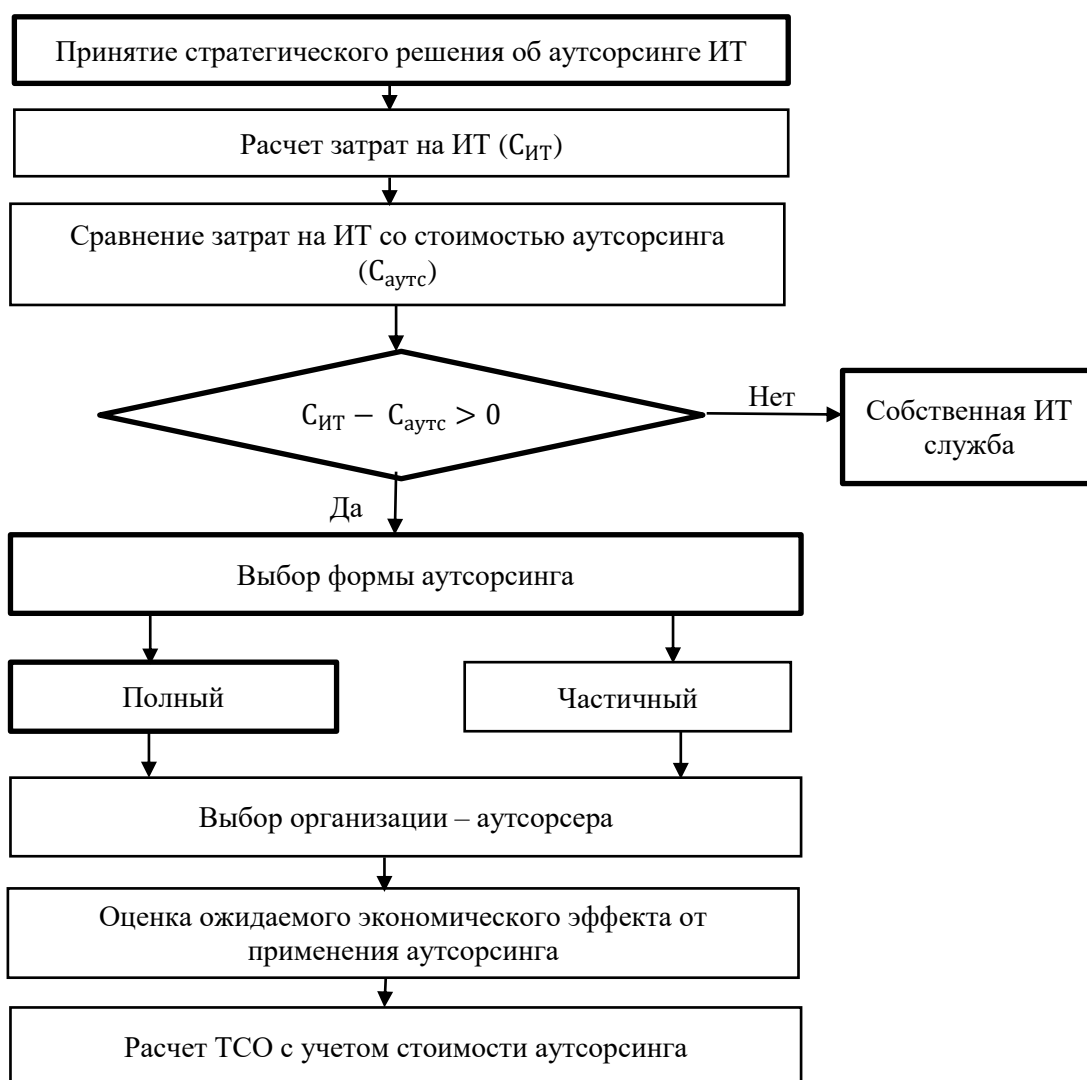 Принятие стратегического решения об аутсорсинге ИТ
Расчет затрат на ИТ (СИТ)
Сравнение затрат на ИТ со стоимостью аутсорсинга
(Саутс)
СИТ − Саутс > 0
Нет
Собственная ИТ
служба
Да
Выбор формы аутсорсинга
Полный
Частичный
Выбор организации – аутсорсера
Оценка ожидаемого экономического эффекта от
применения аутсорсинга
Расчет ТСО с учетом стоимости аутсорсинга